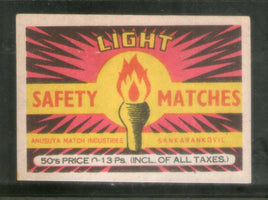 LIGHT
SAFETY MATCHES
ANUSUYA MATCH INDUSTRIES SANKARANKOVIL
50's PRICE 0-13 Ps. (INCL. OF ALL TAXES.)